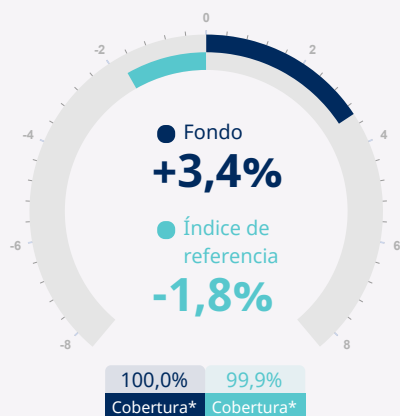 0
-2
2
-4
4
-6
6
-8
8
Fondo
+3,4%
Índice de
referencia
-1,8%
100,0%
99,9%
Cobertura*
Cobertura*